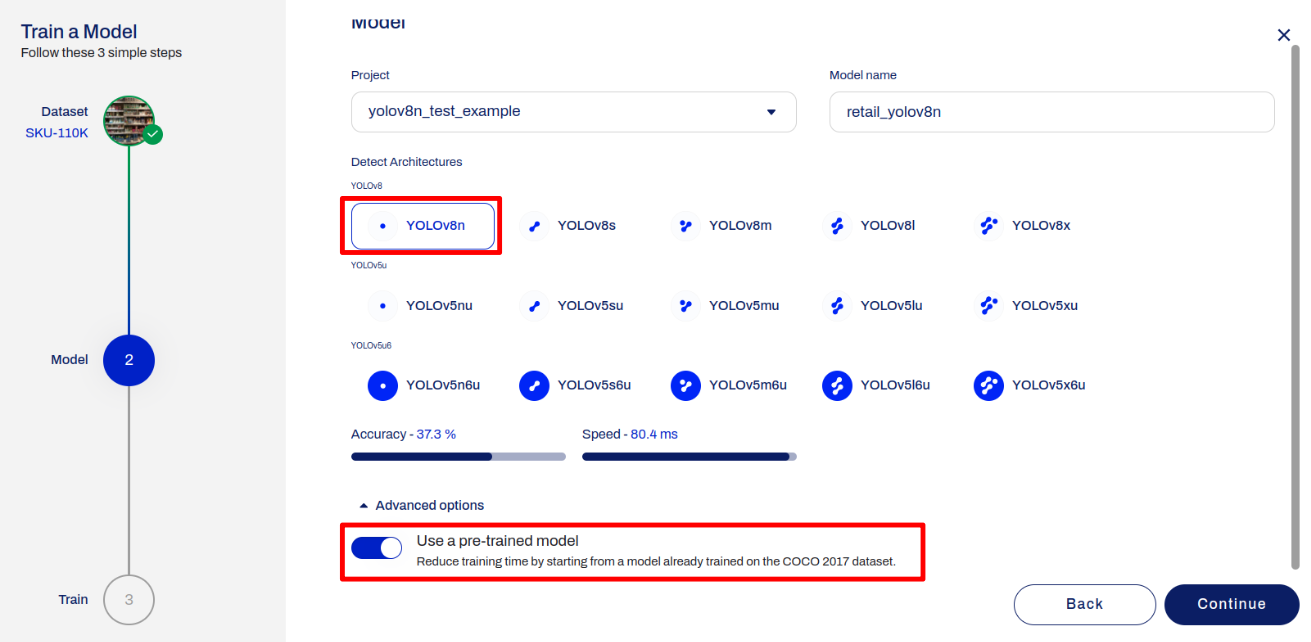 Train a Model
Follow these 3 simple steps
Dataset
SKU-110K
Model
2
Train
3
Model
Project
Model name
yolov8n_test_example
retail_yolov8n
Detect Architectures
YOLOv8
YOLOv8n YOLOv8s YOLOv8m YOLOv8l YOLOv8x
YOLOv5u
YOLOv5nu YOLOv5su YOLOv5mu YOLOv5lu YOLOv5xu
YOLOv5u6
YOLOv5n6u YOLOv5s6u YOLOv5m6u YOLOv5l6u YOLOv5x6u
Accuracy - 37.3 % Speed - 80.4 ms
Advanced options
Use a pre-trained model
Reduce training time by starting from a model already trained on the COCO 2017 dataset.
Back Continue